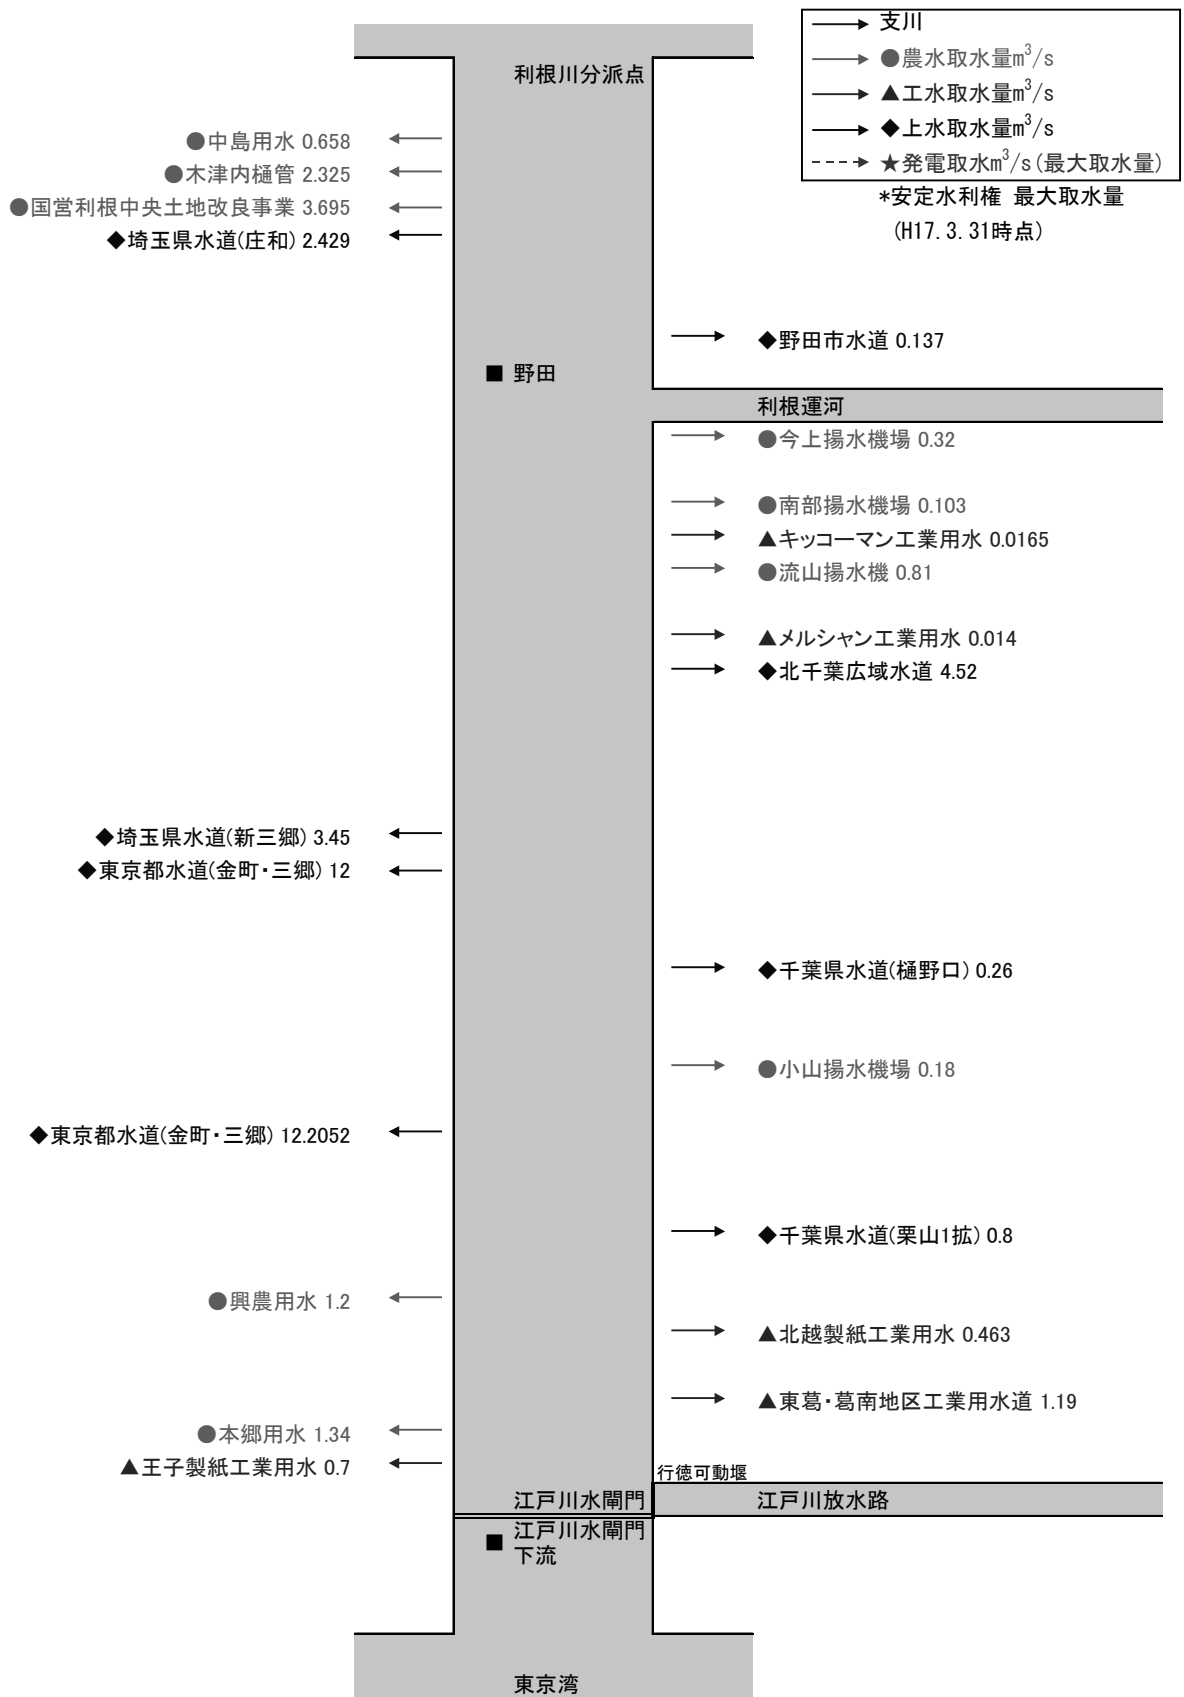 支川
●農水取水量m³/s
▲工水取水量m³/s
◆上水取水量m³/s
★発電取水m³/s(最大取水量)
*安定水利権 最大取水量
(H17.3.31時点)
利根川分派点
●中島用水 0.658
●木津内樋管 2.325
●国営利根中央土地改良事業 3.695
◆埼玉県水道(庄和) 2.429
◆野田市水道 0.137
■ 野田
利根運河
●今上揚水機場 0.32
●南部揚水機場 0.103
▲キッコーマン工業用水 0.0165
●流山揚水機 0.81
▲メルシャン工業用水 0.014
◆北千葉広域水道 4.52
◆埼玉県水道(新三郷) 3.45
◆東京都水道(金町・三郷) 12
◆千葉県水道(樋野口) 0.26
●小山揚水機場 0.18
◆東京都水道(金町・三郷) 12.2052
◆千葉県水道(栗山1拡) 0.8
●興農用水 1.2
▲北越製紙工業用水 0.463
▲東葛・葛南地区工業用水道 1.19
●本郷用水 1.34
▲王子製紙工業用水 0.7
行徳可動堰
江戸川水閘門
江戸川放水路
■ 江戸川水閘門
下流
東京湾